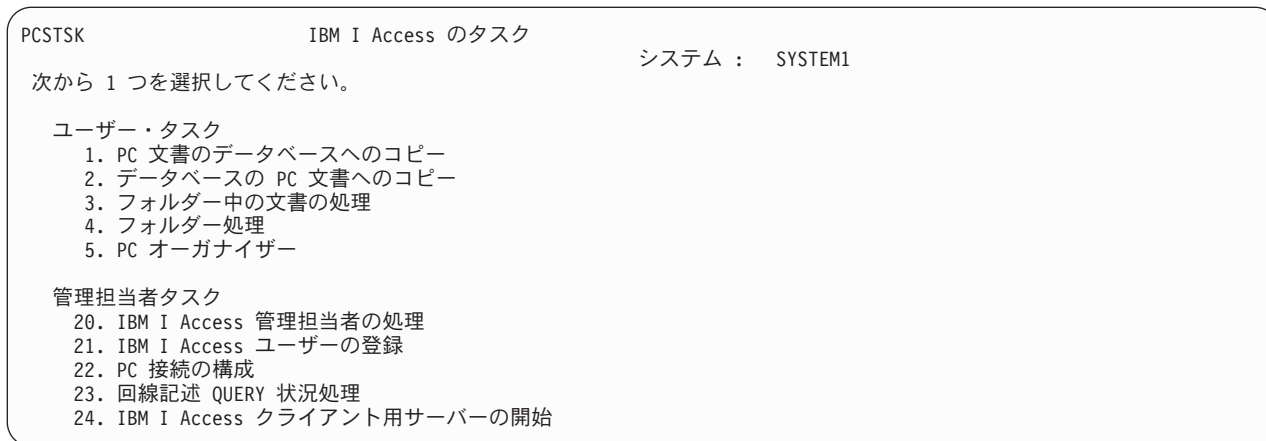 PCSTSK IBM I Access のタスク
システム : SYSTEM1
次から 1 つを選択してください。
ユーザー・タスク
1. PC 文書のデータベースへのコピー
2. データベースの PC 文書へのコピー
3. フォルダー中の文書の処理
4. フォルダー処理
5. PC オーガナイザー
管理担当者タスク
20. IBM I Access 管理担当者の処理
21. IBM I Access ユーザーの登録
22. PC 接続の構成
23. 回線記述 QUERY 状況処理
24. IBM I Access クライアント用サーバーの開始